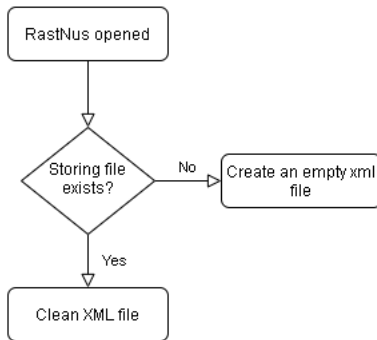 RastNus opened
Storing file
exists?
No
Create an empty xml
file
Yes
Clean XML file